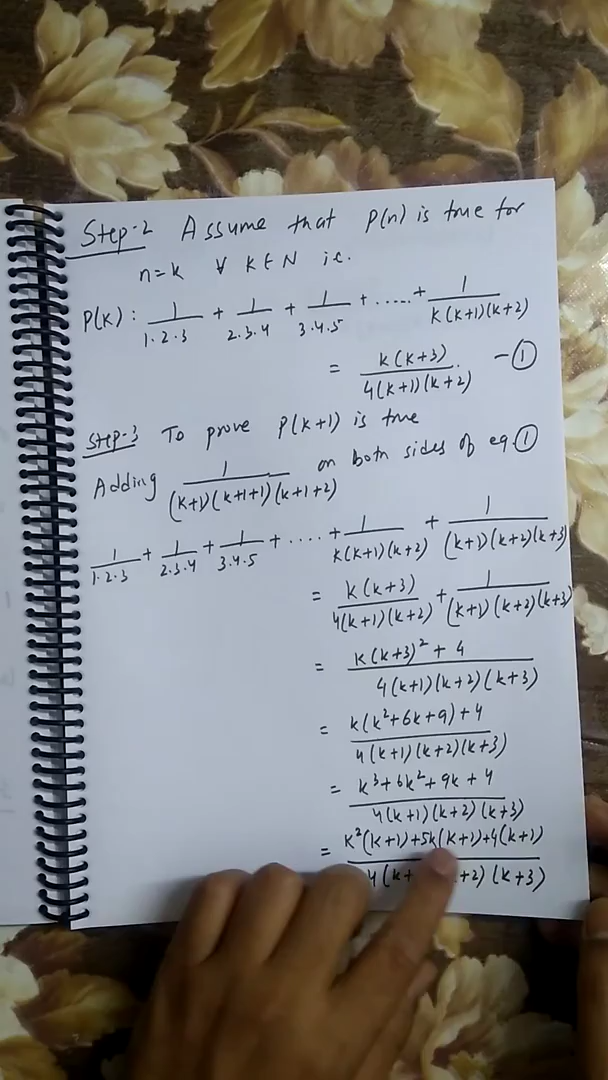 Step-2 Assume that P(n) is true for
n=k ∀ K∈N i.e.
P(K): 1/1.2.3 + 1/2.3.4 + 1/3.4.5 + ..... + 1/K(K+1)(K+2)
= K(K+3)/4(K+1)(K+2) - ①
Step-3 To prove P(K+1) is true
Adding 1/(K+1)(K+1+1)(K+1+2) on both sides of eq. ①
1/1.2.3 + 1/2.3.4 + 1/3.4.5 + .... + 1/K(K+1)(K+2) + 1/(K+1)(K+2)(K+3)
= K(K+3)/4(K+1)(K+2) + 1/(K+1)(K+2)(K+3)
= K(K+3)² + 4/4(K+1)(K+2)(K+3)
= K(K²+6K+9)+4/4(K+1)(K+2)(K+3)
= K³+6K²+9K+4/4(K+1)(K+2)(K+3)
= K²(K+1)+5K(K+1)+4(K+1)/4(K+ +2)(K+3)